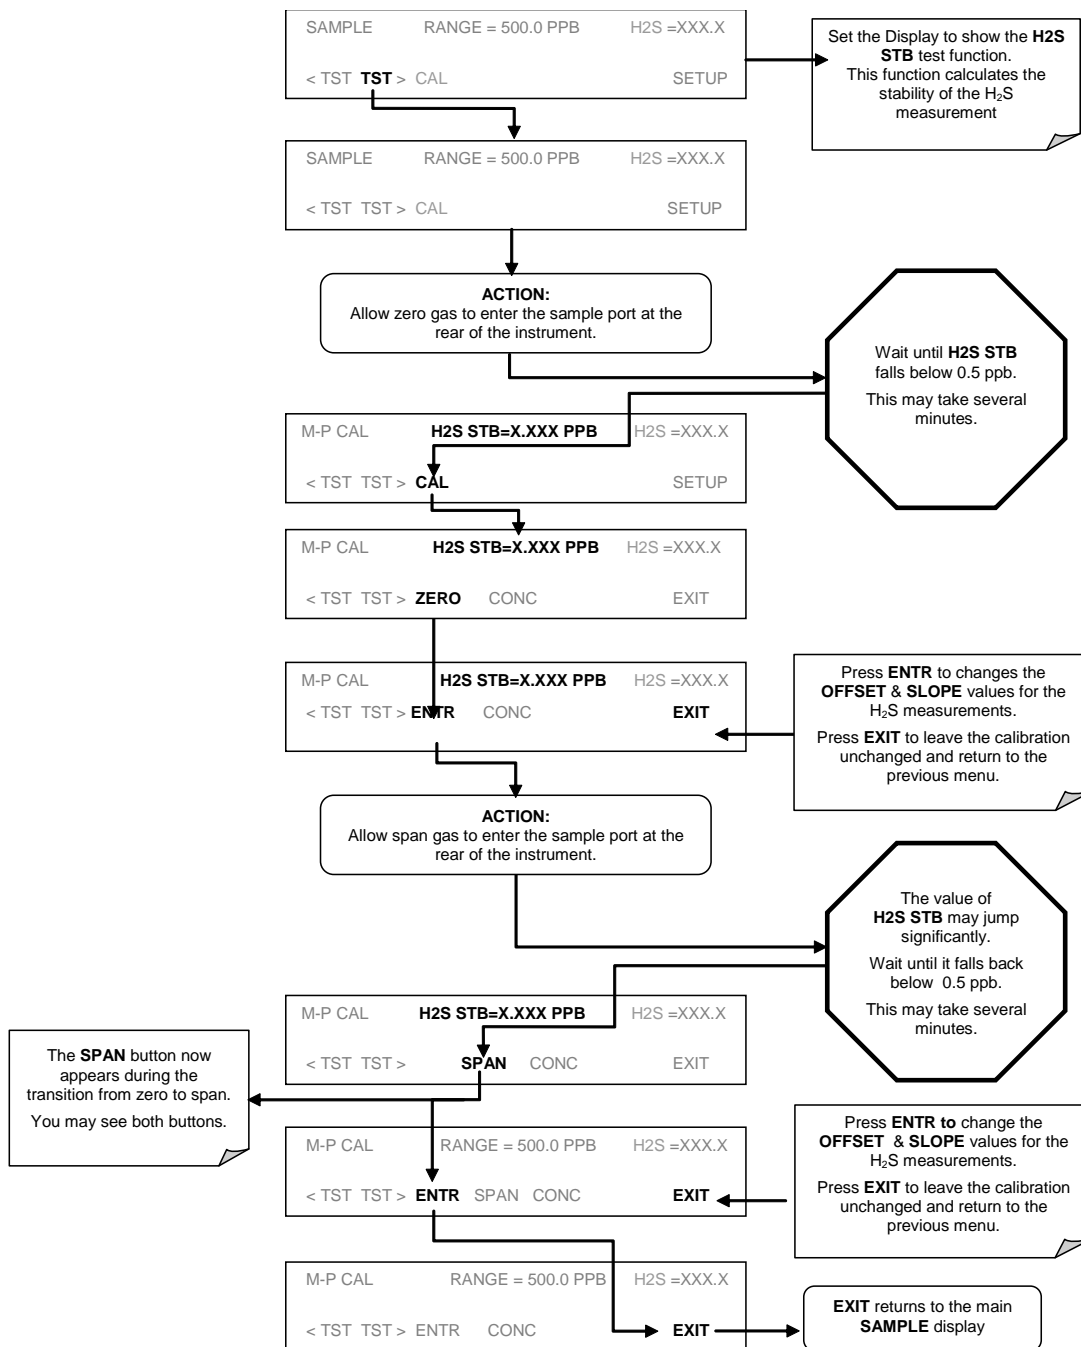 SAMPLE RANGE = 500.0 PPB H2S =XXX.X
< TST TST > CAL SETUP
Set the Display to show the H2S
STB test function.
This function calculates the
stability of the H2S
measurement
SAMPLE RANGE = 500.0 PPB H2S =XXX.X
< TST TST > CAL SETUP
ACTION:
Allow zero gas to enter the sample port at the
rear of the instrument.
Wait until H2S STB
falls below 0.5 ppb.
This may take several
minutes.
M-P CAL H2S STB=X.XXX PPB H2S =XXX.X
< TST TST > CAL SETUP
M-P CAL H2S STB=X.XXX PPB H2S =XXX.X
< TST TST > ZERO CONC EXIT
M-P CAL H2S STB=X.XXX PPB H2S =XXX.X
< TST TST > ENTR CONC EXIT
Press ENTR to changes the
OFFSET & SLOPE values for the
H2S measurements.
Press EXIT to leave the calibration
unchanged and return to the
previous menu.
ACTION:
Allow span gas to enter the sample port at the
rear of the instrument.
The value of
H2S STB may jump
significantly.
Wait until it falls back
below 0.5 ppb.
This may take several
minutes.
M-P CAL H2S STB=X.XXX PPB H2S =XXX.X
< TST TST > SPAN CONC EXIT
The SPAN button now
appears during the
transition from zero to span.
You may see both buttons.
M-P CAL RANGE = 500.0 PPB H2S =XXX.X
< TST TST > ENTR SPAN CONC EXIT
Press ENTR to change the
OFFSET & SLOPE values for the
H2S measurements.
Press EXIT to leave the calibration
unchanged and return to the
previous menu.
M-P CAL RANGE = 500.0 PPB H2S =XXX.X
< TST TST > ENTR CONC EXIT
EXIT returns to the main
SAMPLE display